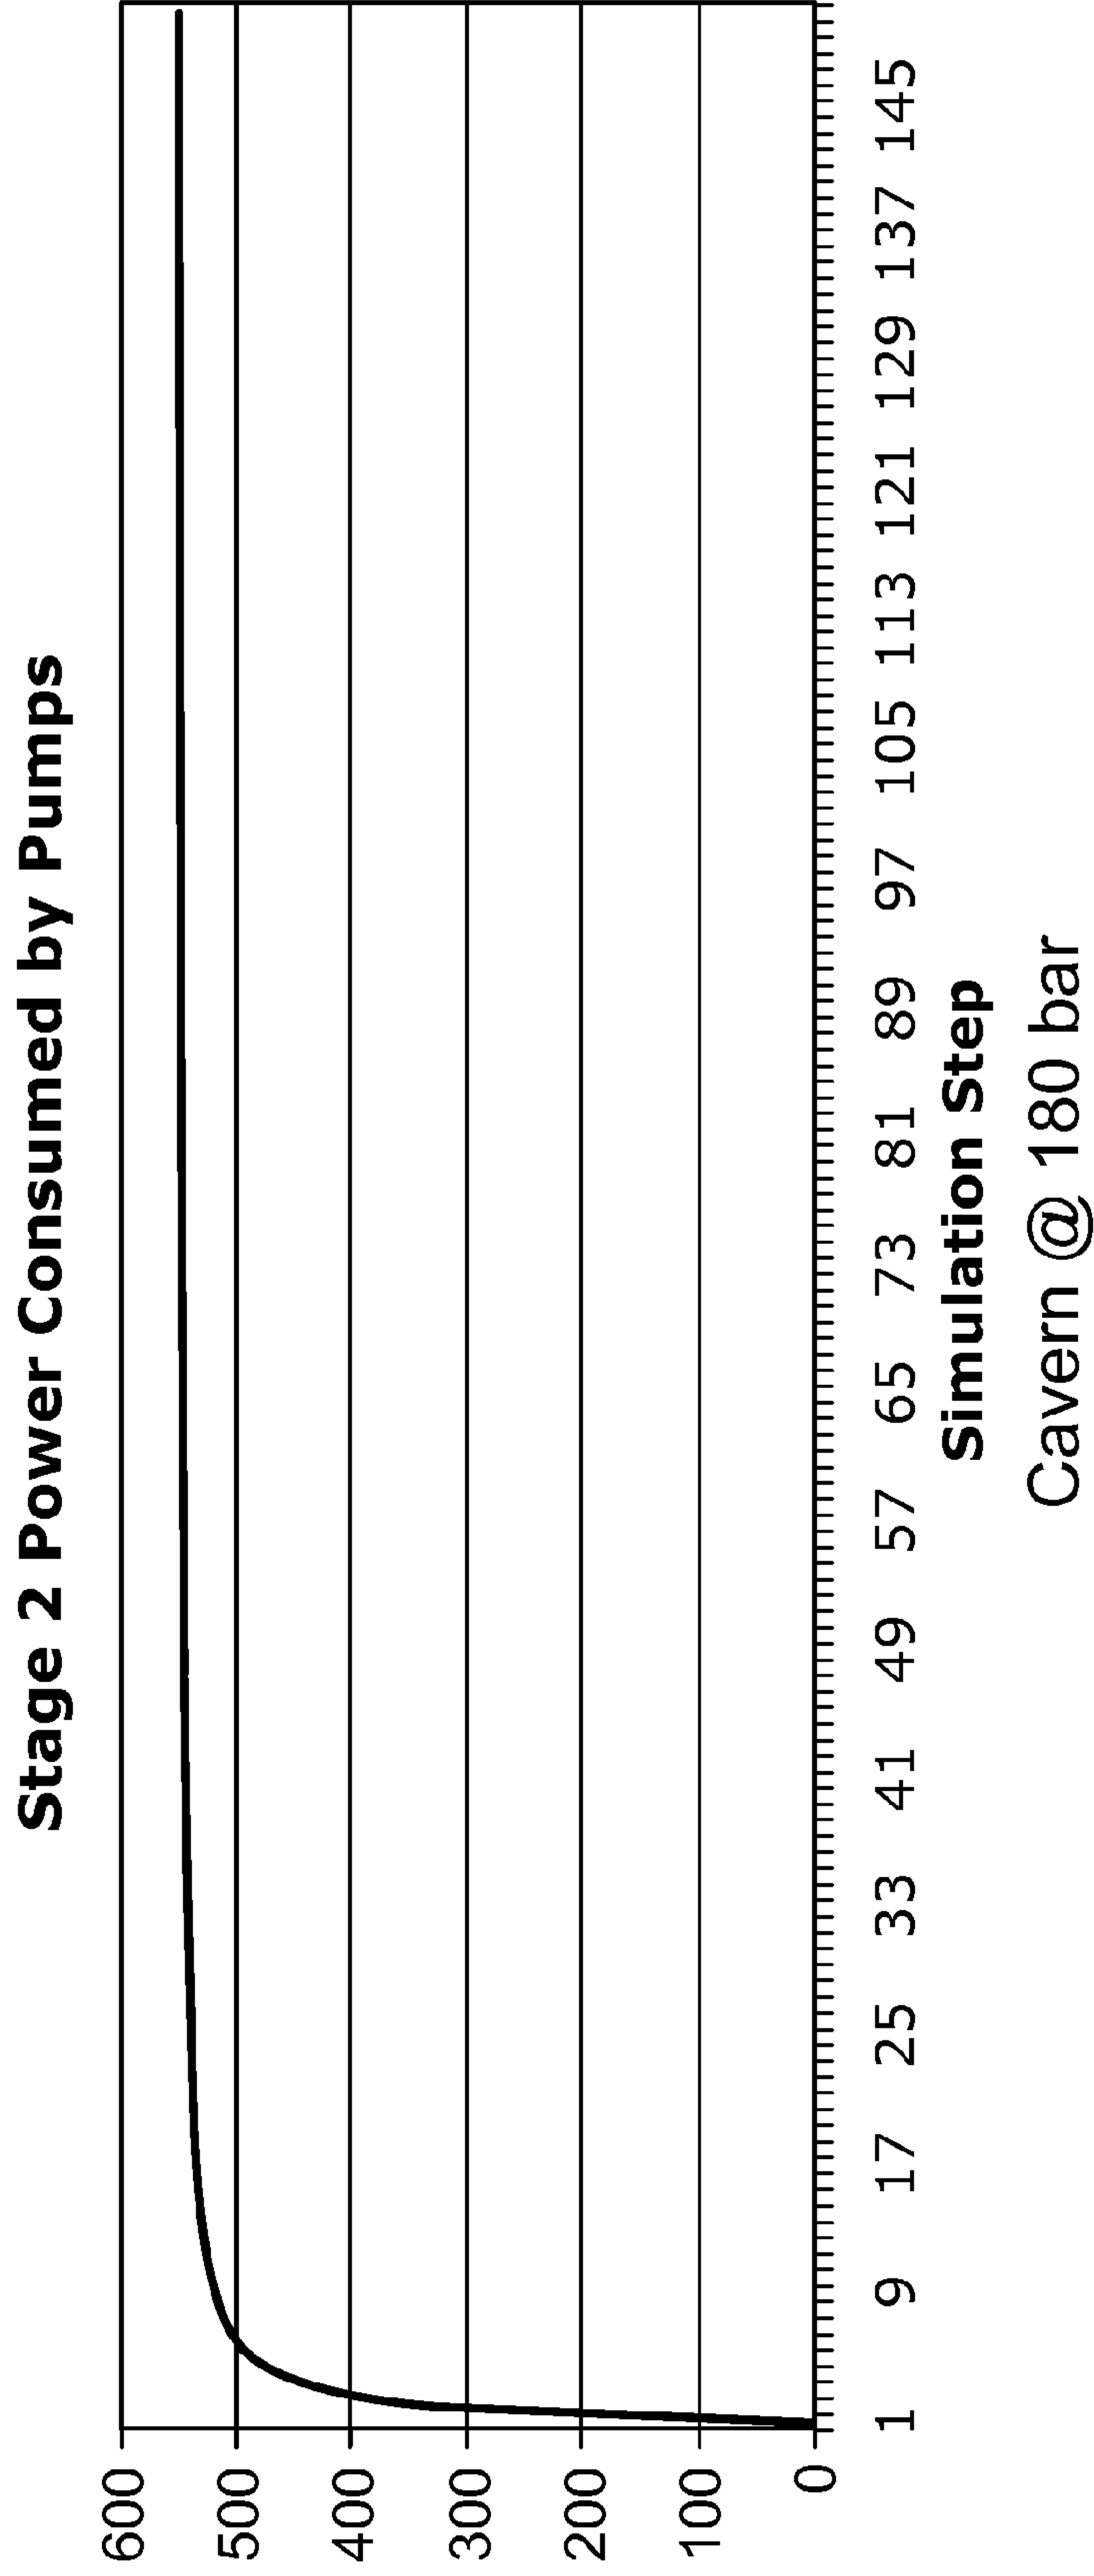 Stage 2 Power Consumed by Pumps
600
500
400
300
200
100
0
1 9 17 25 33 41 49 57 65 73 81 89 97 105 113 121 129 137 145
Simulation Step
Cavern @ 180 bar